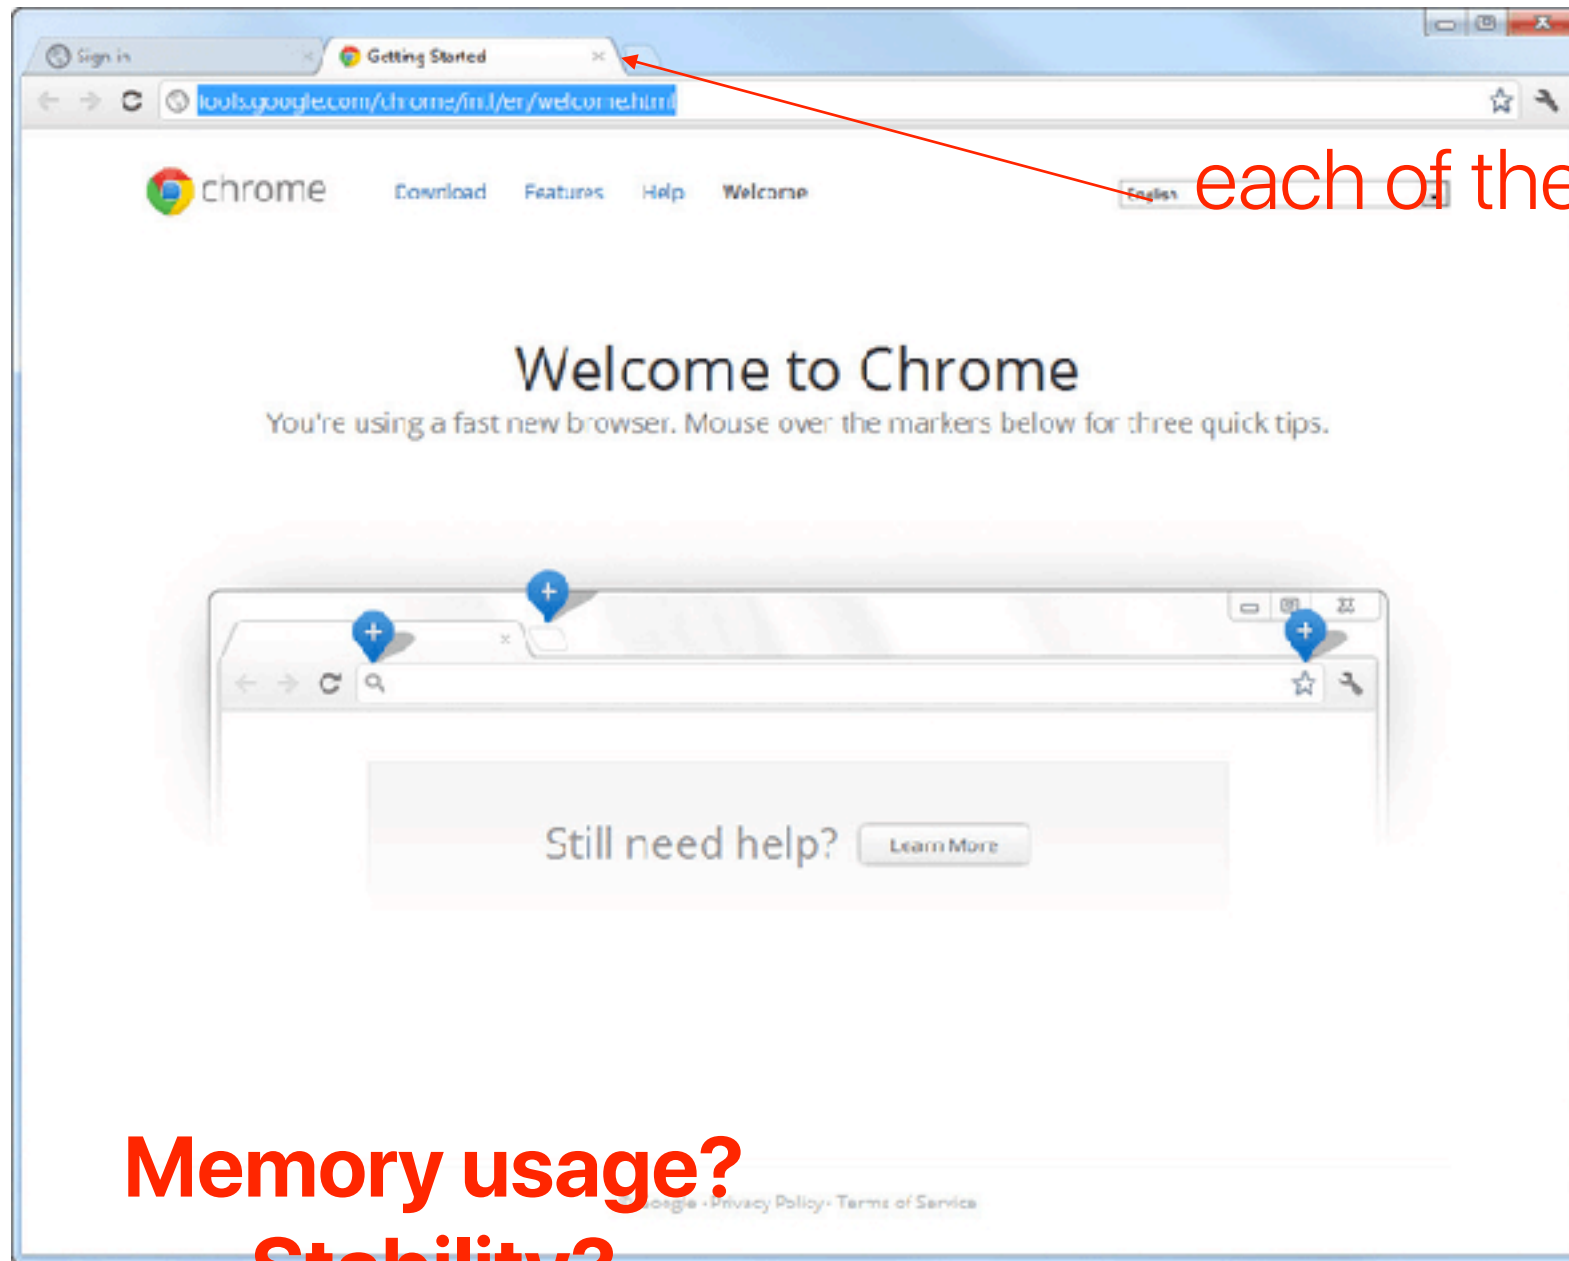 Sign in
Getting Started
tools.google.com/chrome/intl/en/welcome.html
each of the
chrome
Download Features Help Welcome
English
Welcome to Chrome
You're using a fast new browser. Mouse over the markers below for three quick tips.
Still need help? Learn More
Memory usage?
Google - Privacy Policy - Terms of Service
Stability?